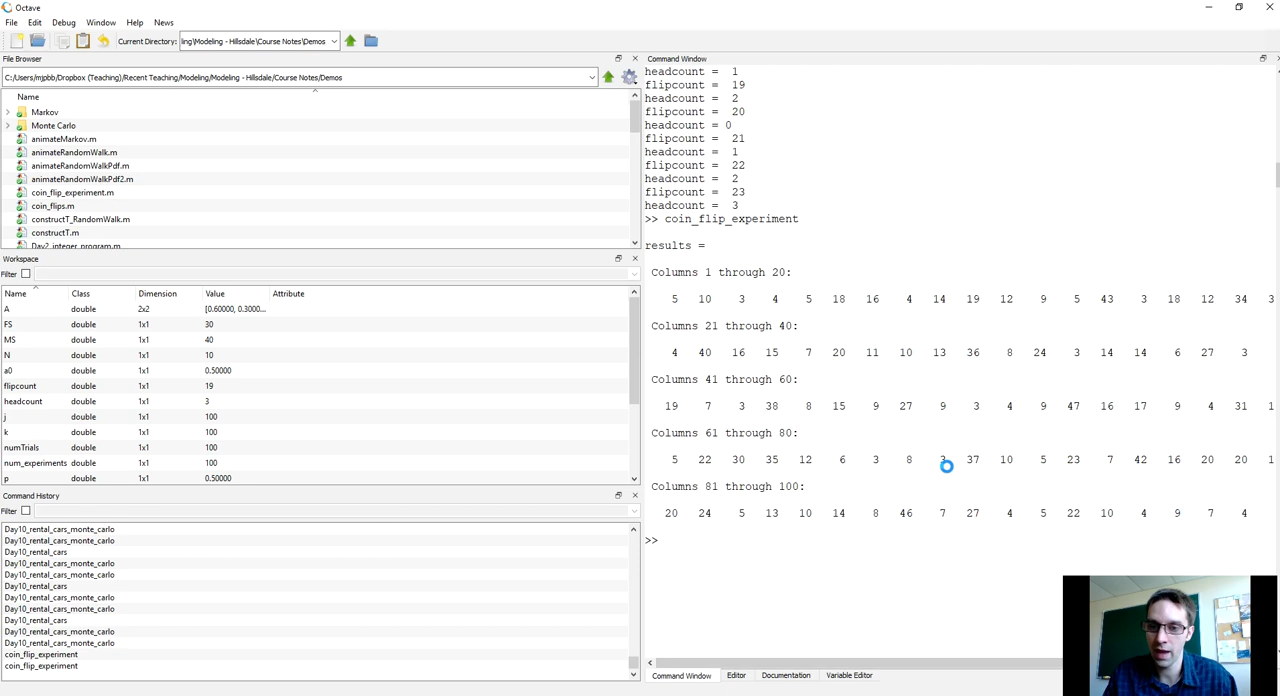 Octave
File Edit Debug Window Help News
Current Directory: ling\Modeling - Hillsdale\Course Notes\Demos
File Browser
C:/Users/mjpbb/Dropbox (Teaching)/Recent Teaching/Modeling/Modeling - Hillsdale/Course Notes/Demos
Name
Markov
Monte Carlo
animateMarkov.m
animateRandomWalk.m
animateRandomWalkPdf.m
animateRandomWalkPdf2.m
coin_flip_experiment.m
coin_flips.m
constructT_RandomWalk.m
constructT.m
Day2_integer_program.m
Workspace
Filter
Name Class Dimension Value Attribute
A double 2x2 [0.60000, 0.3000...
FS double 1x1 30
MS double 1x1 40
N double 1x1 10
a0 double 1x1 0.50000
flipcount double 1x1 19
headcount double 1x1 3
j double 1x1 100
k double 1x1 100
numTrials double 1x1 100
num_experiments double 1x1 100
p double 1x1 0.50000
Command History
Filter
Day10_rental_cars_monte_carlo
Day10_rental_cars_monte_carlo
Day10_rental_cars
Day10_rental_cars_monte_carlo
Day10_rental_cars_monte_carlo
Day10_rental_cars
Day10_rental_cars_monte_carlo
Day10_rental_cars_monte_carlo
Day10_rental_cars
Day10_rental_cars_monte_carlo
Day10_rental_cars_monte_carlo
coin_flip_experiment
coin_flip_experiment
Command Window
headcount = 1
flipcount = 19
headcount = 2
flipcount = 20
headcount = 0
flipcount = 21
headcount = 1
flipcount = 22
headcount = 2
flipcount = 23
headcount = 3
>> coin_flip_experiment
results =
Columns 1 through 20:
5 10 3 4 5 18 16 4 14 19 12 9 5 43 3 18 12 34 3
Columns 21 through 40:
4 40 16 15 7 20 11 10 13 36 8 24 3 14 14 6 27 3
Columns 41 through 60:
19 7 3 38 8 15 9 27 9 3 4 9 47 16 17 9 4 31 1
Columns 61 through 80:
5 22 30 35 12 6 3 8 3 37 10 5 23 7 42 16 20 20 1
Columns 81 through 100:
20 24 5 13 10 14 8 46 7 27 4 5 22 10 4 9 7 4
>>
Command Window Editor Documentation Variable Editor